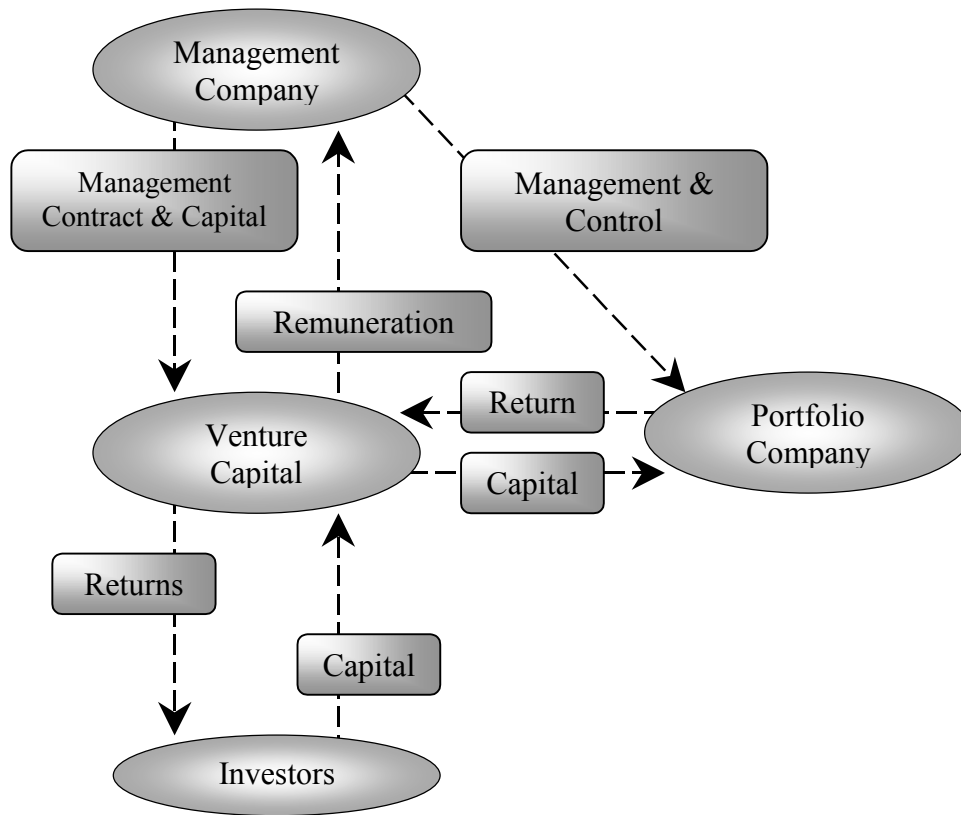 Management
Company
Management
Contract & Capital
Management &
Control
Remuneration
Return
Portfolio
Company
Venture
Capital
Capital
Returns
Capital
Investors